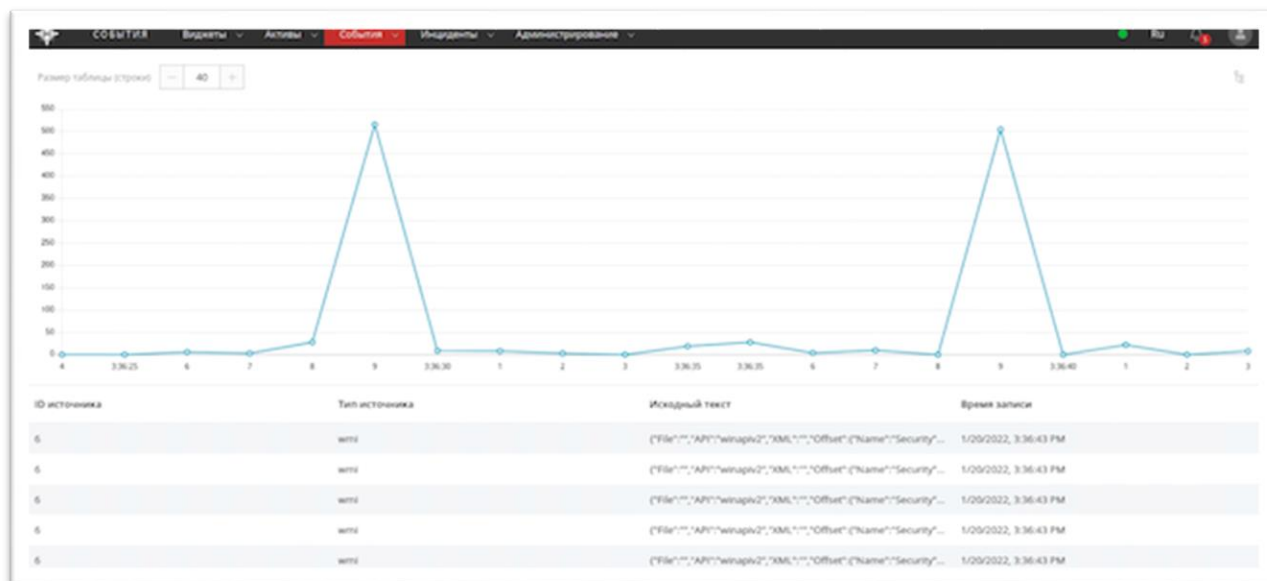 СОБЫТИЯ Виджеты Активы События Инциденты Администрирование Ru
Размер таблицы (строки) − 40 +
550
500
450
400
350
300
250
200
150
100
50
0
4 3:36:25 6 7 8 9 3:36:30 1 2 3 3:36:35 3:36:35 6 7 8 9 3:36:40 1 2 3
ID источника Тип источника Исходный текст Время записи
6 wmi {"File":"","API":"winapiv2","XML":"","Offset":{"Name":"Security"... 1/20/2022, 3:36:43 PM
6 wmi {"File":"","API":"winapiv2","XML":"","Offset":{"Name":"Security"... 1/20/2022, 3:36:43 PM
6 wmi {"File":"","API":"winapiv2","XML":"","Offset":{"Name":"Security"... 1/20/2022, 3:36:43 PM
6 wmi {"File":"","API":"winapiv2","XML":"","Offset":{"Name":"Security"... 1/20/2022, 3:36:43 PM
6 wmi {"File":"","API":"winapiv2","XML":"","Offset":{"Name":"Security"... 1/20/2022, 3:36:43 PM